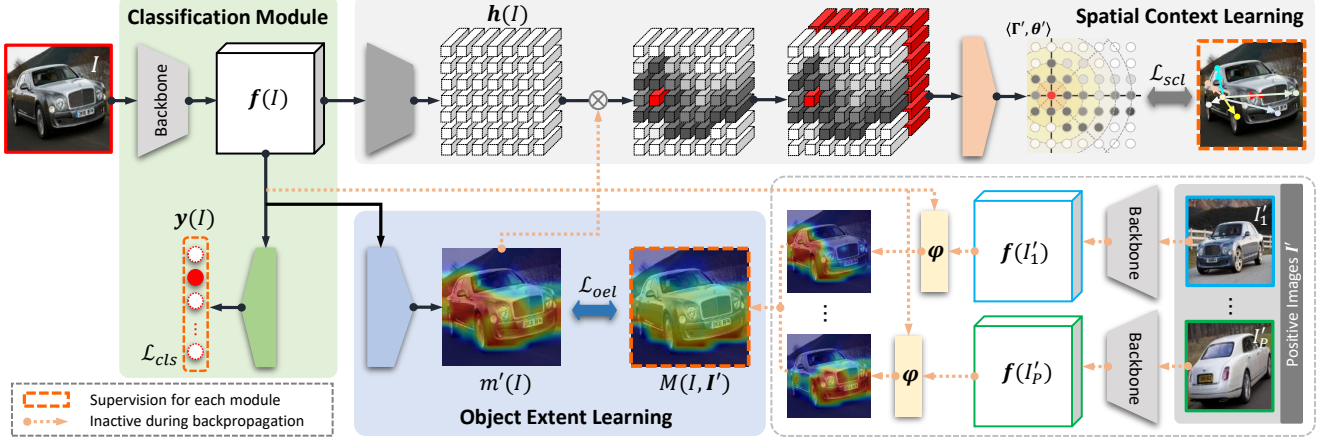 Classification Module
Spatial Context Learning
I
Backbone
f(I)
h(I)
⊗
⟨Γ′, θ′⟩
ℒscl
y(I)
ℒcls
m′(I)
ℒoel
M(I, I′)
Object Extent Learning
φ
f(I′1)
Backbone
I′1
φ
f(I′P)
Backbone
I′P
Positive Images I′
Supervision for each module
Inactive during backpropagation